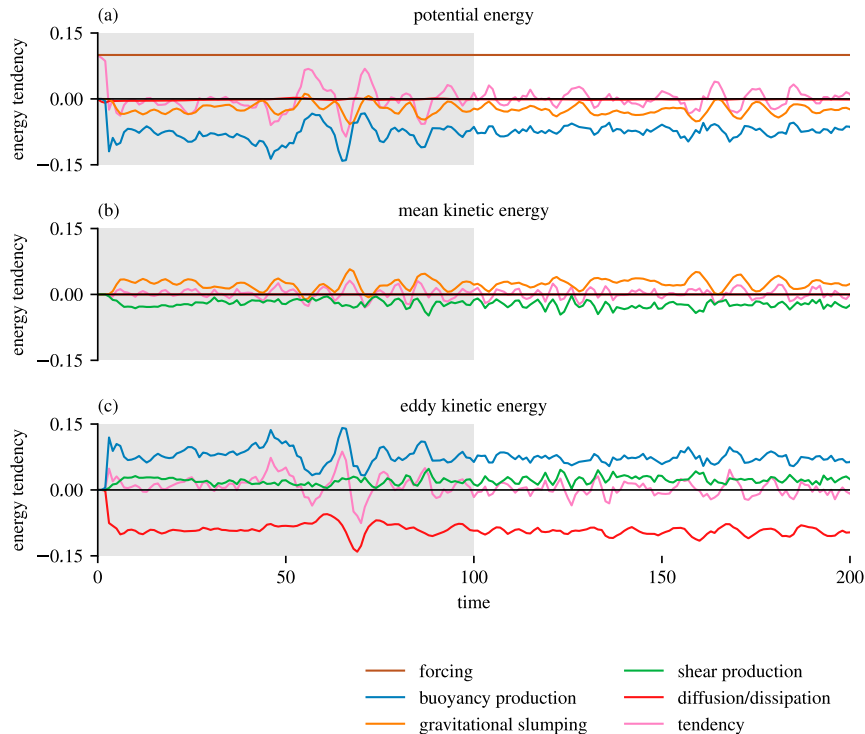 (a) potential energy
0.15
0.00
−0.15
energy tendency
(b) mean kinetic energy
0.15
0.00
−0.15
energy tendency
(c) eddy kinetic energy
0.15
0.00
−0.15
energy tendency
0 50 100 150 200
time
forcing
buoyancy production
gravitational slumping
shear production
diffusion/dissipation
tendency